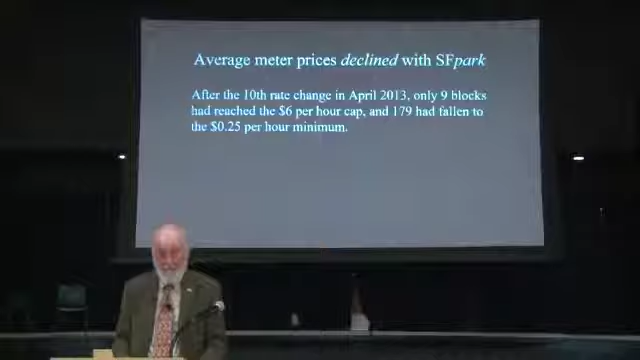 Average meter prices declined with SFpark
After the 10th rate change in April 2013, only 9 blocks
had reached the $6 per hour cap, and 179 had fallen to
the $0.25 per hour minimum.